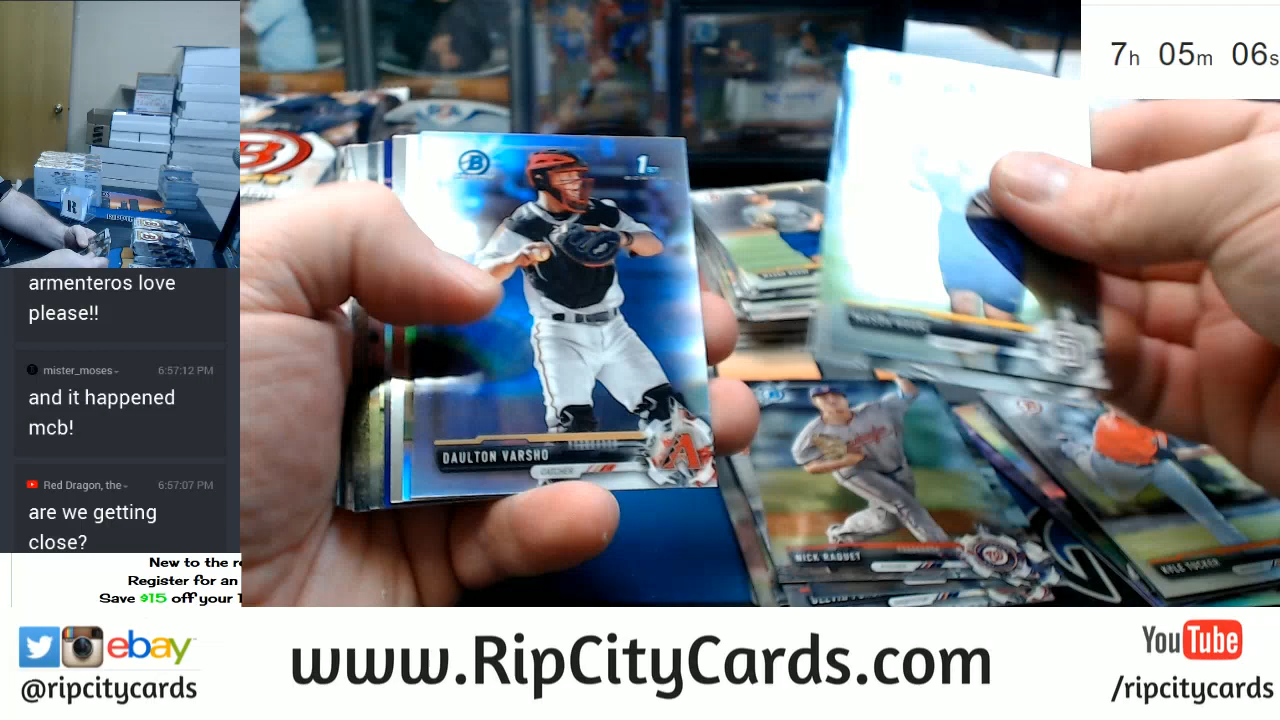 armenteros love
please!!
mister_moses
6:57:12 PM
and it happened
mcb!
Red Dragon, the
6:57:07 PM
are we getting
close?
New to the r
Register for an
Save $15 off your 1
7h 05m 06s
1ST
DAULTON VARSHO
CATCHER
NICK RAQUET
KYLE TUCKER
ebay
@ripcitycards
www.RipCityCards.com
YouTube
/ripcitycards